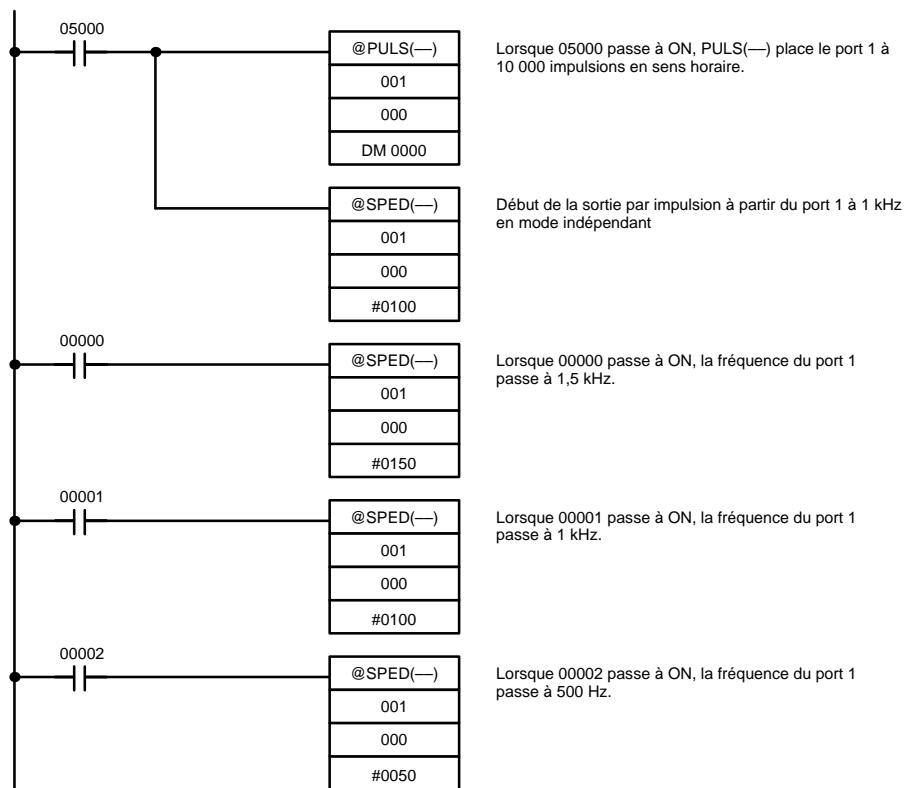 05000
@PULS(––)
001
000
DM 0000
Lorsque 05000 passe à ON, PULS(––) place le port 1 à
10 000 impulsions en sens horaire.
@SPED(––)
001
000
#0100
Début de la sortie par impulsion à partir du port 1 à 1 kHz
en mode indépendant
00000
@SPED(––)
001
000
#0150
Lorsque 00000 passe à ON, la fréquence du port 1
passe à 1,5 kHz.
00001
@SPED(––)
001
000
#0100
Lorsque 00001 passe à ON, la fréquence du port 1
passe à 1 kHz.
00002
@SPED(––)
001
000
#0050
Lorsque 00002 passe à ON, la fréquence du port 1
passe à 500 Hz.